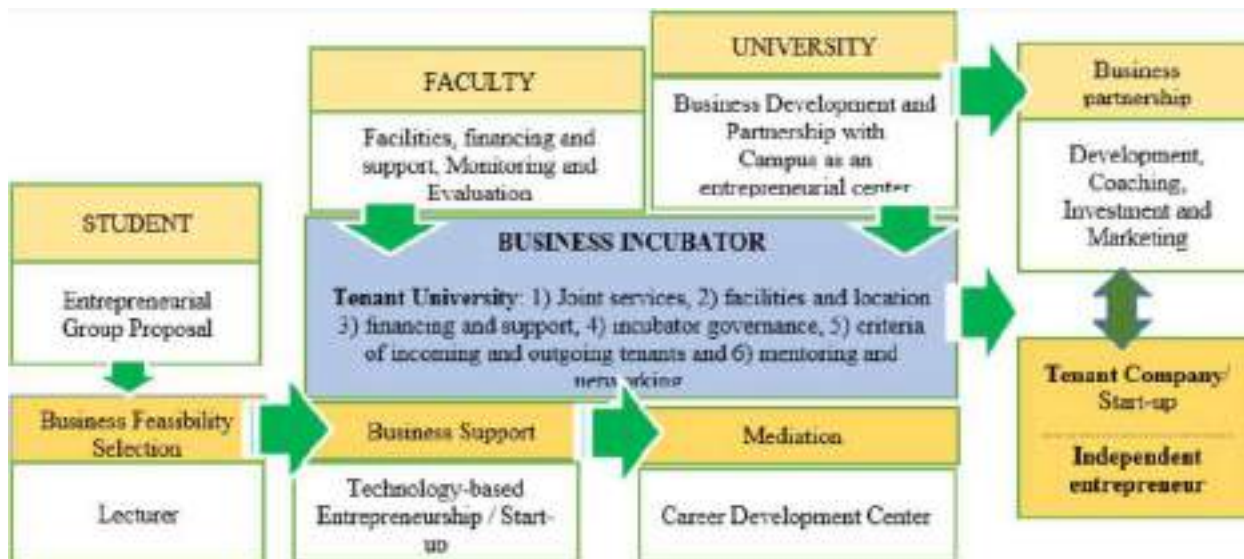 UNIVERSITY
Business Development and
Partnership with
Campus as an
entrepreneurial center
FACULTY
Facilities, financing and
support, Monitoring and
Evaluation
Business
partnership
Development,
Coaching,
Investment and
Marketing
STUDENT
Entrepreneurial
Group Proposal
BUSINESS INCUBATOR
Tenant University: 1) Joint services, 2) facilities and location
3) financing and support, 4) incubator governance, 5) criteria
of incoming and outgoing tenants and 6) mentoring and
networking
Business Feasibility
Selection
Lecturer
Business Support
Technology-based
Entrepreneurship / Start-
up
Mediation
Career Development Center
Tenant Company/
Start-up
Independent
entrepreneur